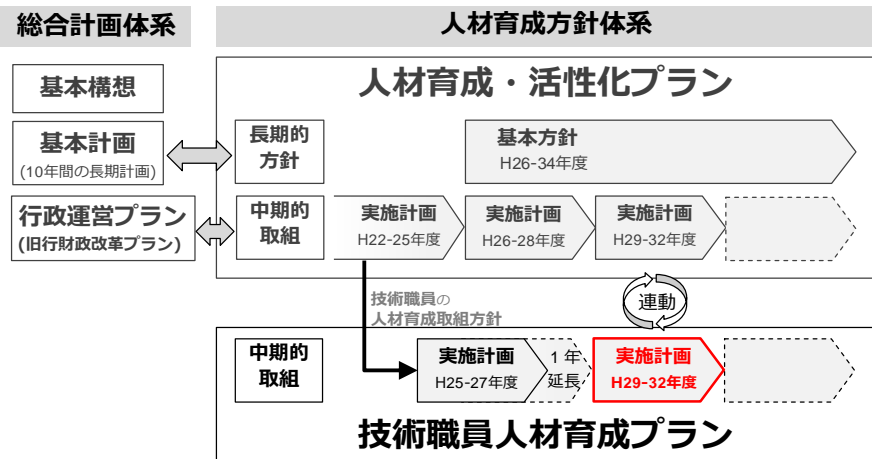 総合計画体系
人材育成方針体系
基本構想
基本計画
(10年間の長期計画)
行政運営プラン
(旧行財政改革プラン)
人材育成・活性化プラン
長期的
方針
基本方針
H26-34年度
中期的
取組
実施計画
H22-25年度
実施計画
H26-28年度
実施計画
H29-32年度
技術職員の
人材育成取組方針
連動
中期的
取組
実施計画
H25-27年度
1年
延長
実施計画
H29-32年度
技術職員人材育成プラン